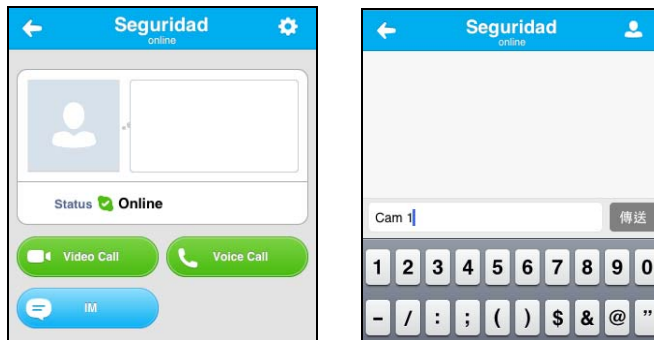 Seguridad
online
Status Online
Video Call
Voice Call
IM
Seguridad
online
Cam 1
傳送
1 2 3 4 5 6 7 8 9 0
- / : ; ( ) $ & @ "